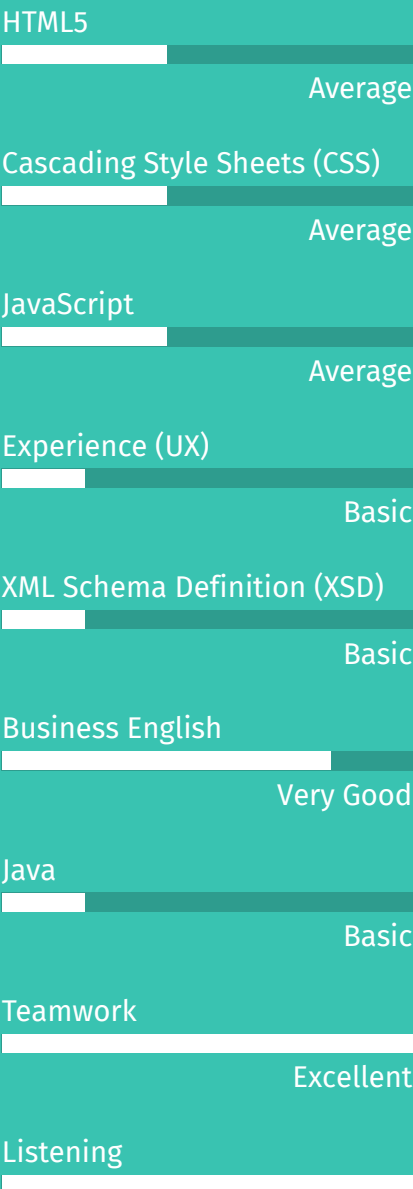 HTML5
Average
Cascading Style Sheets (CSS)
Average
JavaScript
Average
Experience (UX)
Basic
XML Schema Definition (XSD)
Basic
Business English
Very Good
Java
Basic
Teamwork
Excellent
Listening